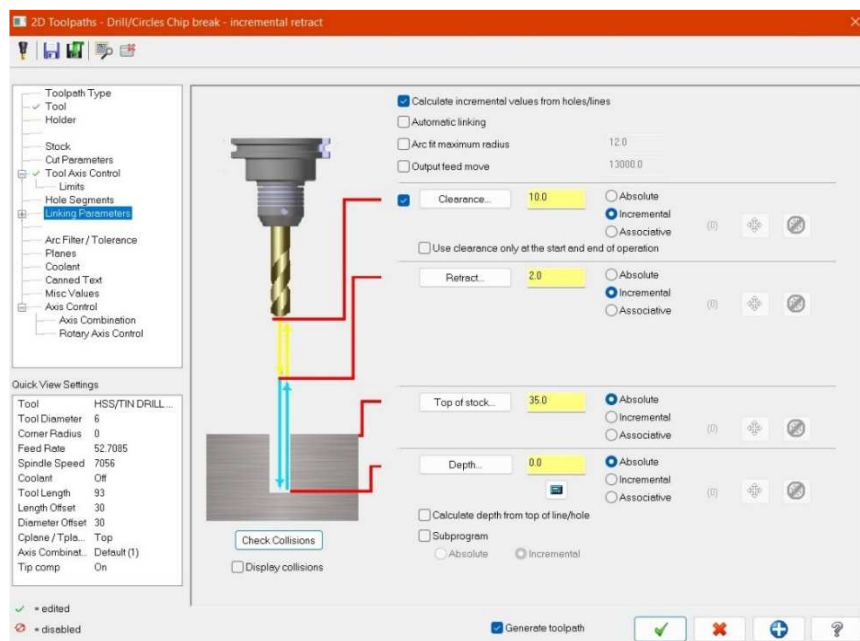 2D Toolpaths - Drill/Circles Chip break - incremental retract
Toolpath Type
Tool
Holder
Stock
Cut Parameters
Tool Axis Control
Limits
Hole Segments
Linking Parameters
Arc Filter / Tolerance
Planes
Coolant
Canned Text
Misc Values
Axis Control
Axis Combination
Rotary Axis Control
Quick View Settings
Tool HSS/TIN DRILL...
Tool Diameter 6
Corner Radius 0
Feed Rate 52.7085
Spindle Speed 7056
Coolant Off
Tool Length 93
Length Offset 30
Diameter Offset 30
Cplane / Tpla... Top
Axis Combinat... Default (1)
Tip comp On
✓ = edited
= disabled
Calculate incremental values from holes/lines
Automatic linking
Arc fit maximum radius 12.0
Output feed move 13000.0
Clearance... 10.0 Absolute
Incremental
Associative (0)
Use clearance only at the start and end of operation
Retract... 2.0 Absolute
Incremental
Associative (0)
Top of stock... 35.0 Absolute
Incremental
Associative (0)
Depth... 0.0 Absolute
Incremental
Associative (0)
Calculate depth from top of line/hole
Subprogram
Absolute Incremental
Check Collisions
Display collisions
Generate toolpath